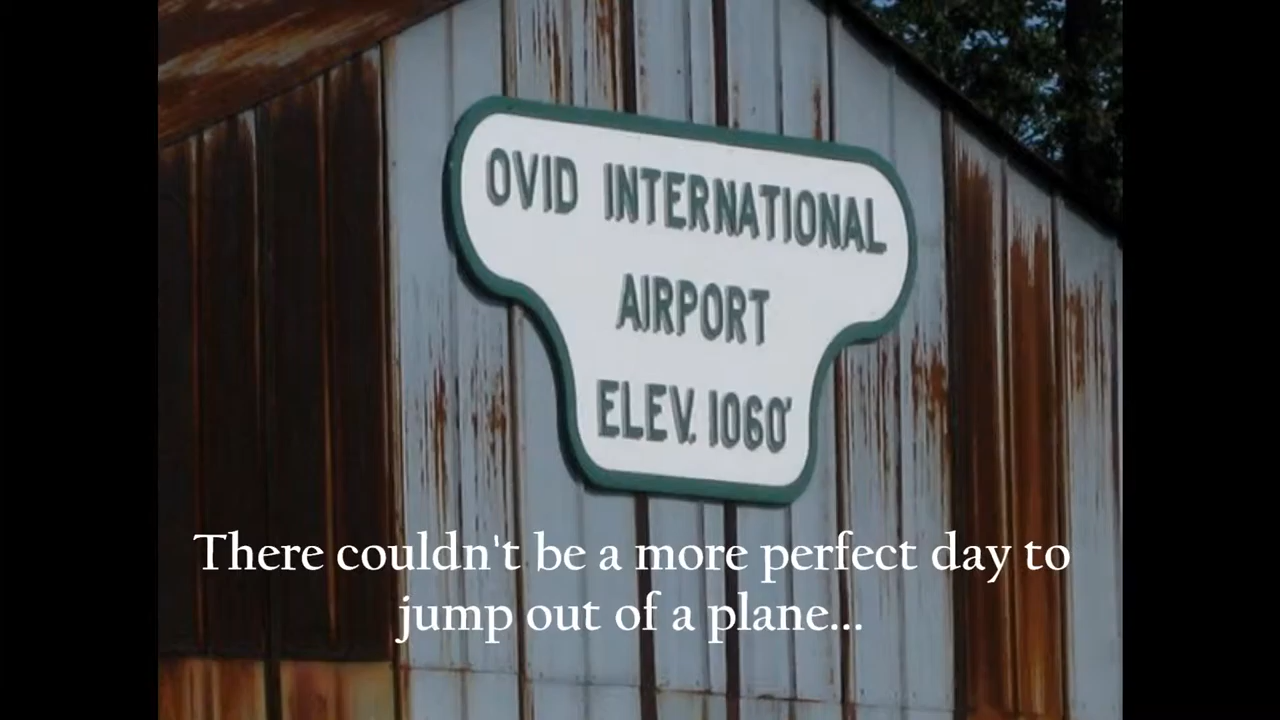 OVID INTERNATIONAL
AIRPORT
ELEV. 1060'
There couldn't be a more perfect day to
jump out of a plane...